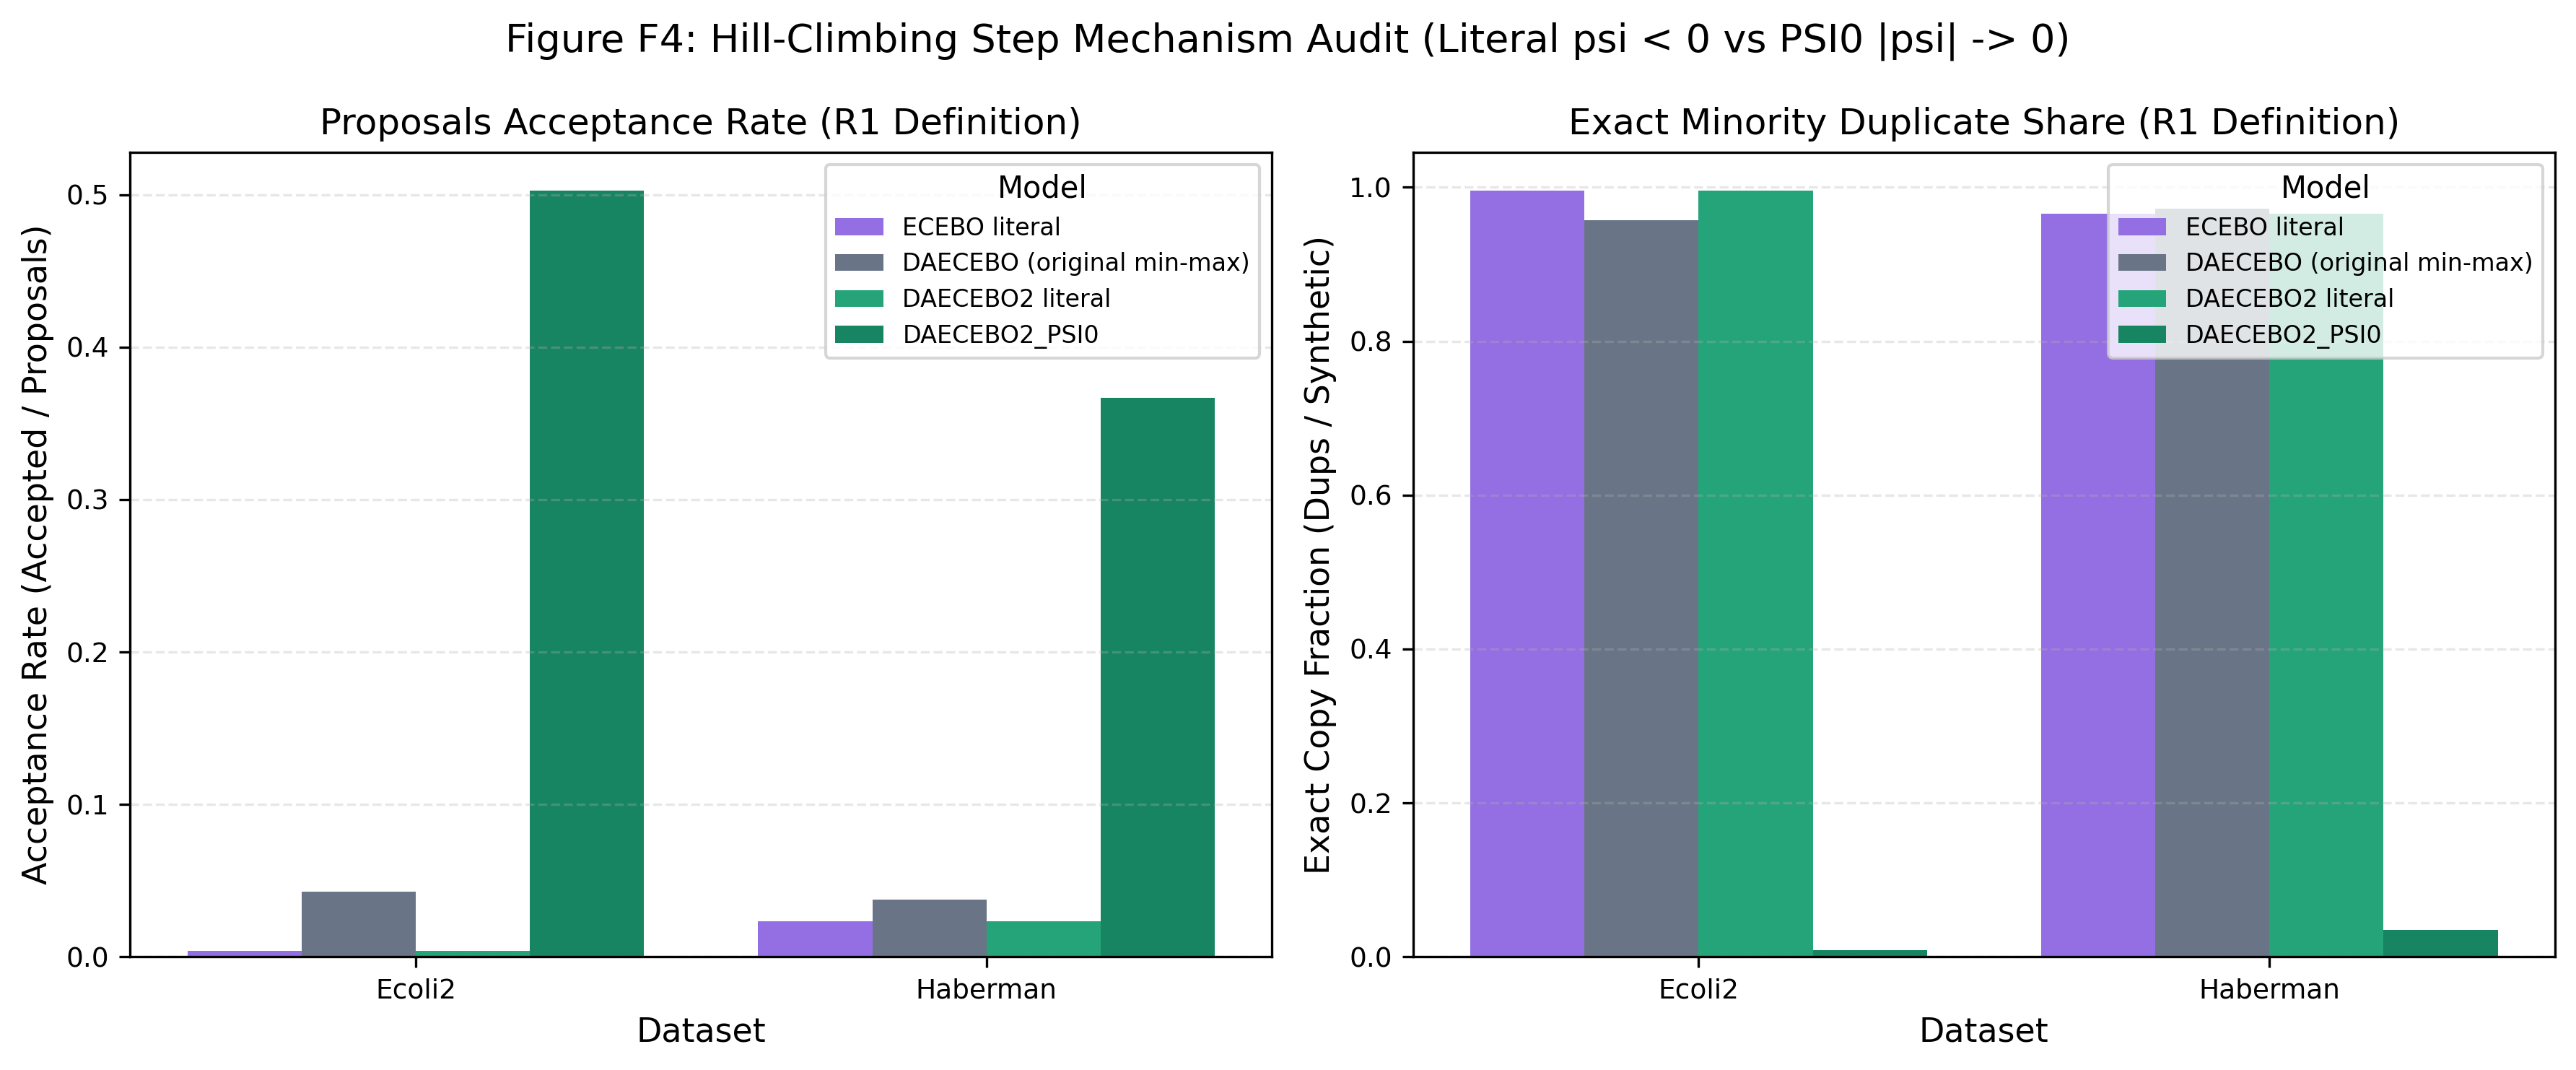 Figure F4: Hill-Climbing Step Mechanism Audit (Literal psi < 0 vs PSI0 |psi| -> 0)
Proposals Acceptance Rate (R1 Definition)
Acceptance Rate (Accepted / Proposals)
0.5
0.4
0.3
0.2
0.1
0.0
Model
ECEBO literal
DAECEBO (original min-max)
DAECEBO2 literal
DAECEBO2_PSI0
Ecoli2
Haberman
Dataset
Exact Minority Duplicate Share (R1 Definition)
Exact Copy Fraction (Dups / Synthetic)
1.0
0.8
0.6
0.4
0.2
0.0
Model
ECEBO literal
DAECEBO (original min-max)
DAECEBO2 literal
DAECEBO2_PSI0
Ecoli2
Haberman
Dataset